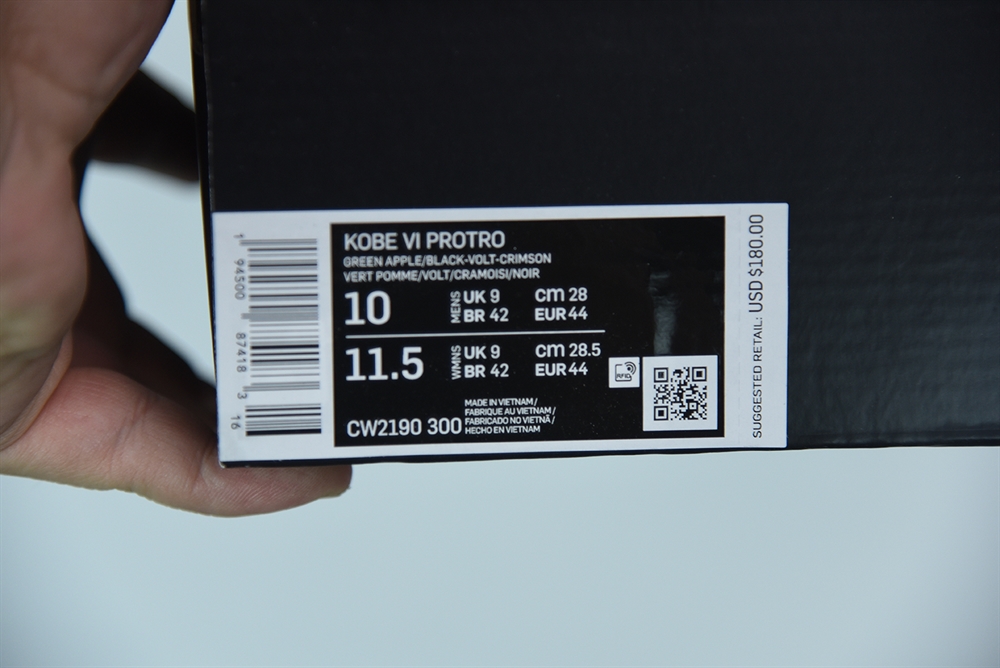 KOBE VI PROTRO
GREEN APPLE/BLACK-VOLT-CRIMSON
VERT POMME/VOLT/CRAMOISI/NOIR
10 MENS UK 9 cm 28
BR 42 EUR 44
11.5 WMNS UK 9 cm 28.5
BR 42 EUR 44
RFID
CW2190 300
MADE IN VIETNAM/
FABRIQUE AU VIETNAM/
FABRICADO NO VIETNÃ/
HECHO EN VIETNAM
1 94500 87418 3 16
SUGGESTED RETAIL: USD $180.00